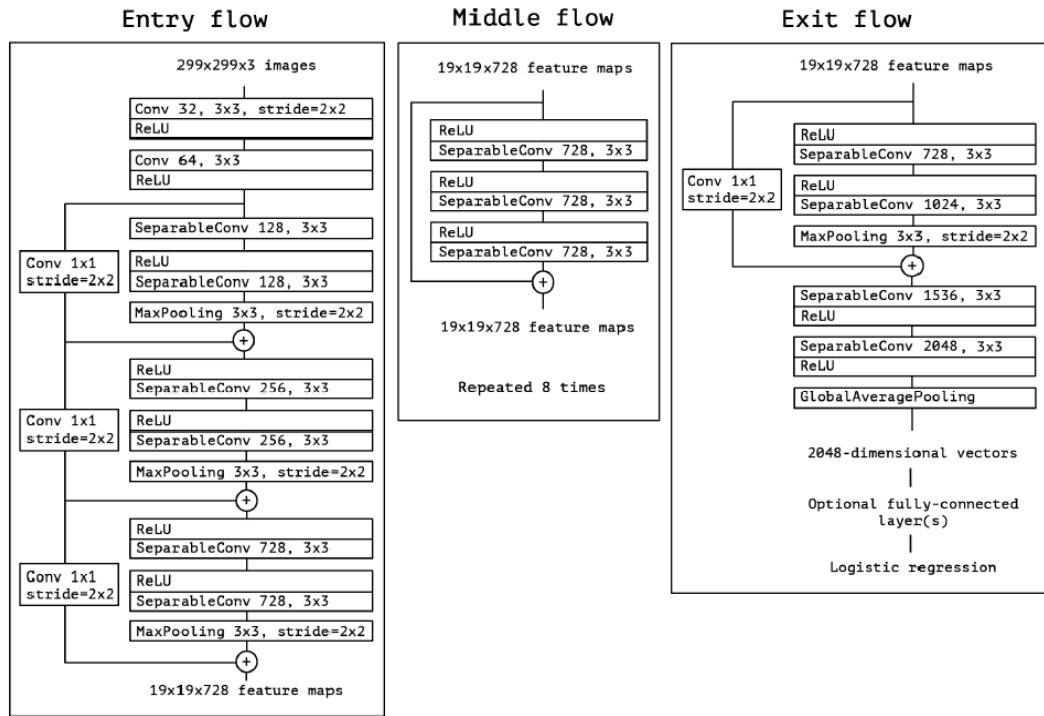 Entry flow
299x299x3 images
Conv 32, 3x3, stride=2x2
ReLU
Conv 64, 3x3
ReLU
SeparableConv 128, 3x3
Conv 1x1
stride=2x2
ReLU
SeparableConv 128, 3x3
MaxPooling 3x3, stride=2x2
+
ReLU
SeparableConv 256, 3x3
Conv 1x1
stride=2x2
ReLU
SeparableConv 256, 3x3
MaxPooling 3x3, stride=2x2
+
ReLU
SeparableConv 728, 3x3
Conv 1x1
stride=2x2
ReLU
SeparableConv 728, 3x3
MaxPooling 3x3, stride=2x2
+
19x19x728 feature maps
Middle flow
19x19x728 feature maps
ReLU
SeparableConv 728, 3x3
ReLU
SeparableConv 728, 3x3
ReLU
SeparableConv 728, 3x3
+
19x19x728 feature maps
Repeated 8 times
Exit flow
19x19x728 feature maps
ReLU
SeparableConv 728, 3x3
Conv 1x1
stride=2x2
ReLU
SeparableConv 1024, 3x3
MaxPooling 3x3, stride=2x2
+
SeparableConv 1536, 3x3
ReLU
SeparableConv 2048, 3x3
ReLU
GlobalAveragePooling
2048-dimensional vectors
Optional fully-connected
layer(s)
Logistic regression